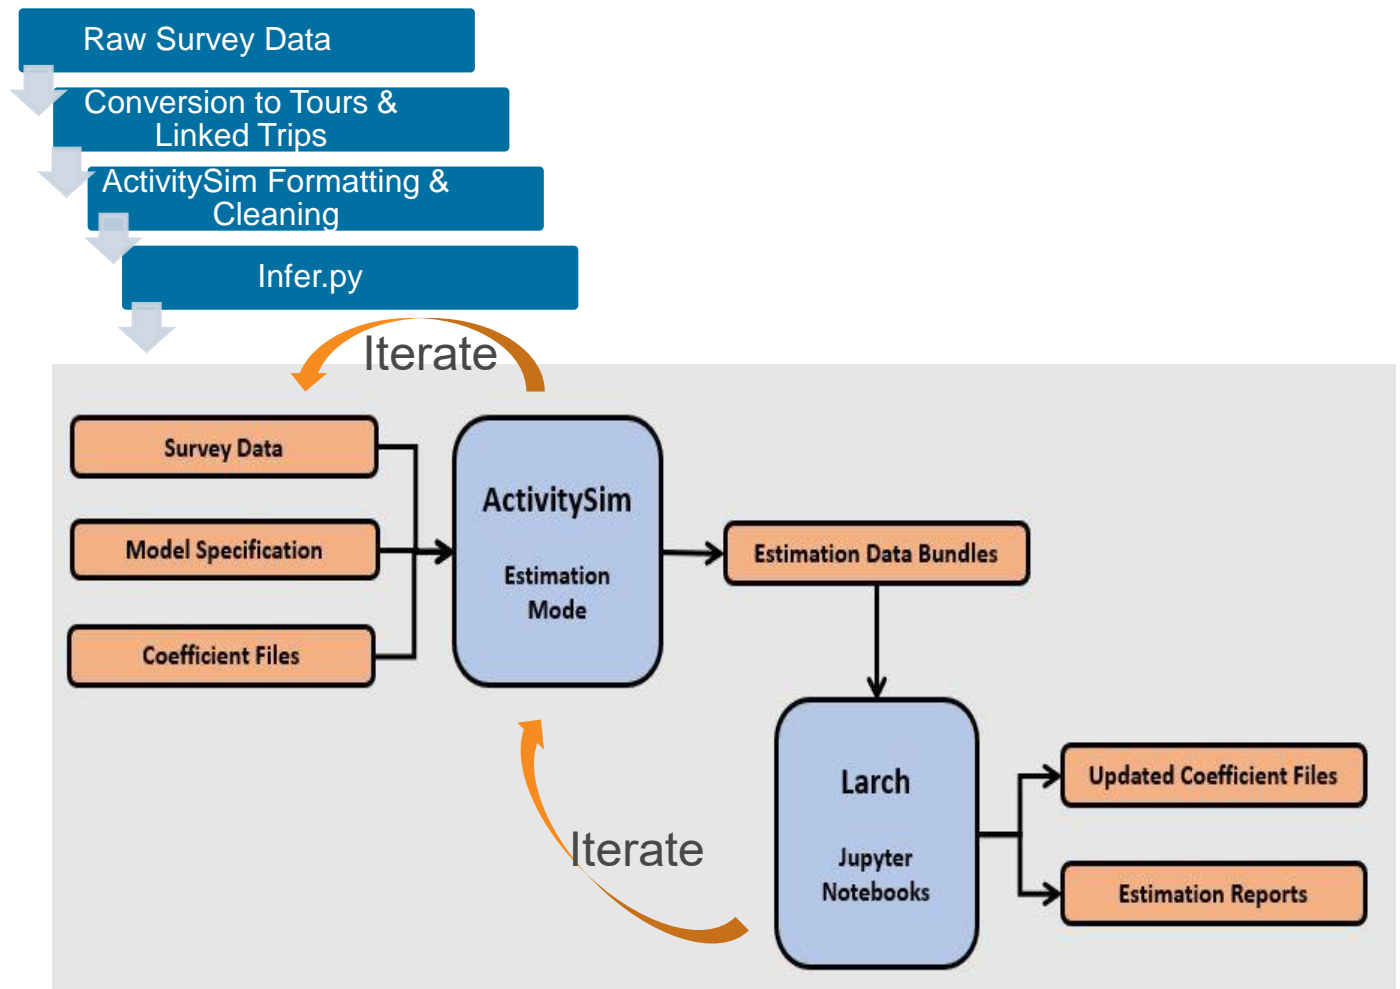 Raw Survey Data
Conversion to Tours &
Linked Trips
ActivitySim Formatting &
Cleaning
Infer.py
Iterate
Survey Data
Model Specification
Coefficient Files
ActivitySim
Estimation
Mode
Estimation Data Bundles
Iterate
Larch
Jupyter
Notebooks
Updated Coefficient Files
Estimation Reports